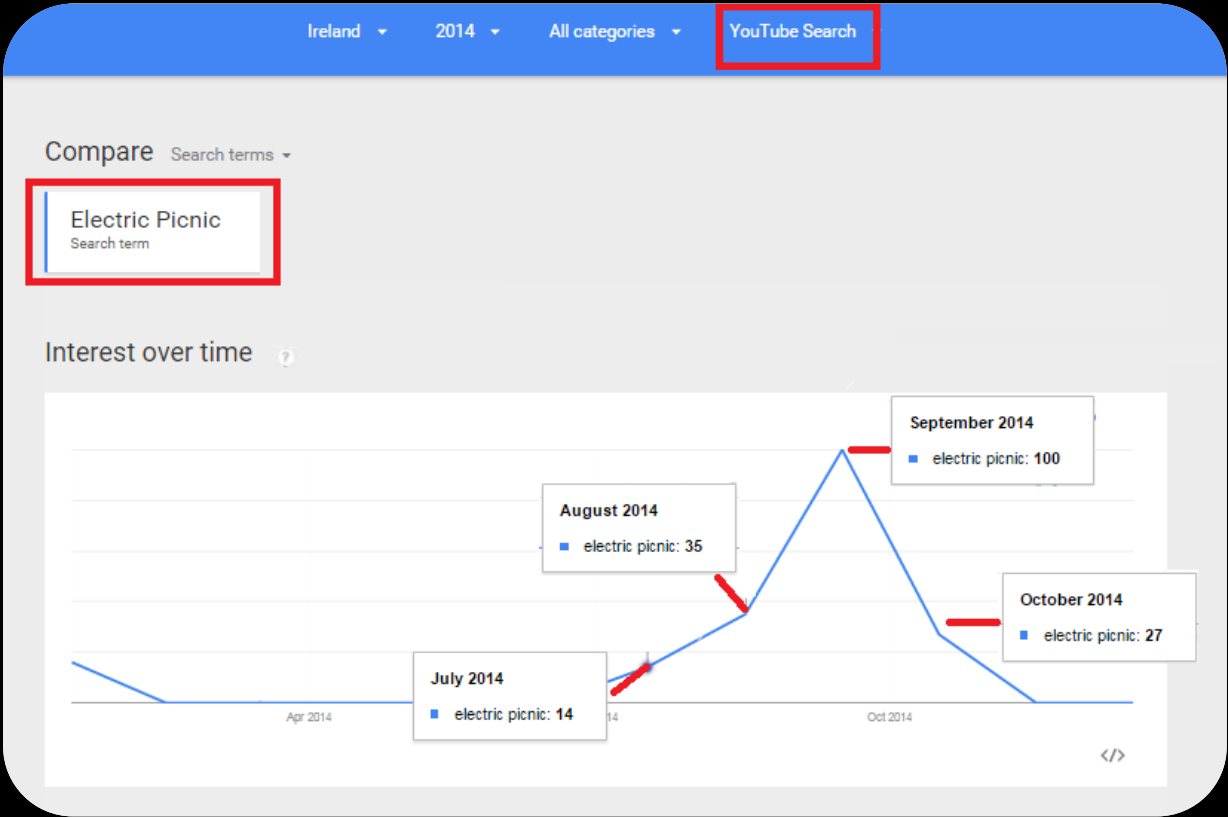 Ireland 2014 All categories YouTube Search
Compare Search terms
Electric Picnic
Search term
Interest over time ?
September 2014
electric picnic: 100
August 2014
electric picnic: 35
October 2014
electric picnic: 27
July 2014
electric picnic: 14
Apr 2014 14 Oct 2014
</>